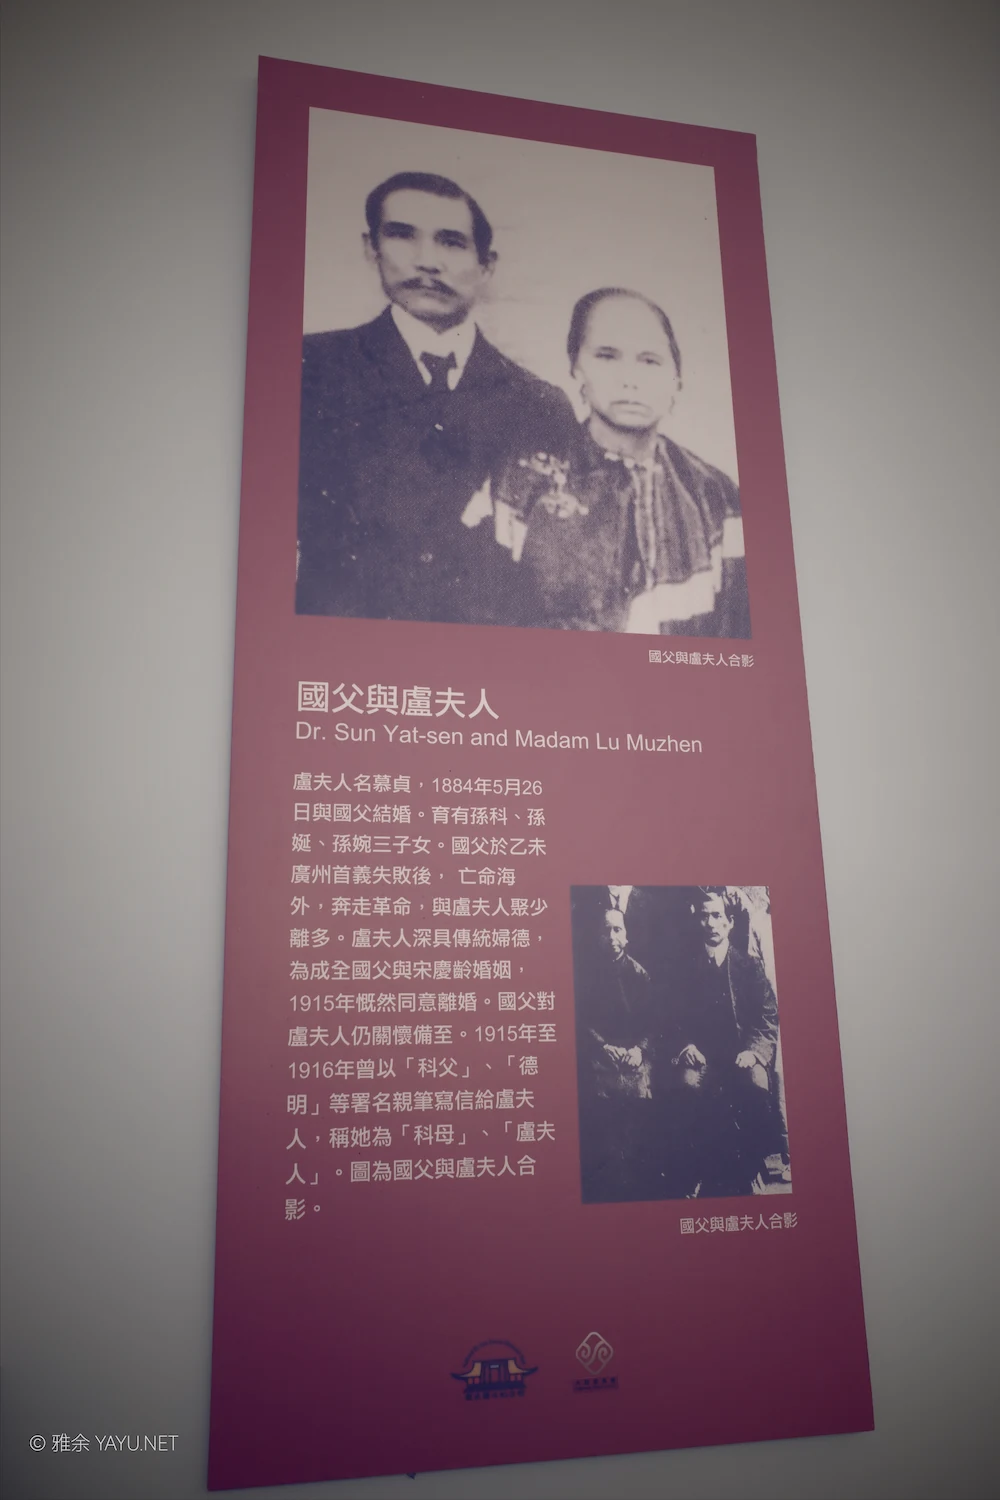 國父與盧夫人合影
國父與盧夫人
Dr. Sun Yat-sen and Madam Lu Muzhen
盧夫人名慕貞，1884年5月26
日與國父結婚。育有孫科、孫
娫、孫婉三子女。國父於乙未
廣州首義失敗後， 亡命海
外，奔走革命，與盧夫人聚少
離多。盧夫人深具傳統婦德，
為成全國父與宋慶齡婚姻，
1915年慨然同意離婚。國父對
盧夫人仍關懷備至。1915年至
1916年曾以「科父」、「德
明」等署名親筆寫信給盧夫
人，稱她為「科母」、「盧夫
人」。圖為國父與盧夫人合
影。
國父與盧夫人合影
© 雅余 YAYU.NET